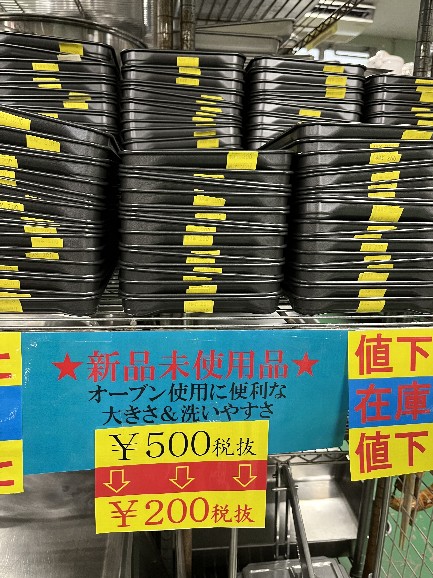 ★新品未使用品★
オーブン使用に便利な
大きさ&洗いやすさ
￥500税抜
￥200税抜
値下
在庫
値下